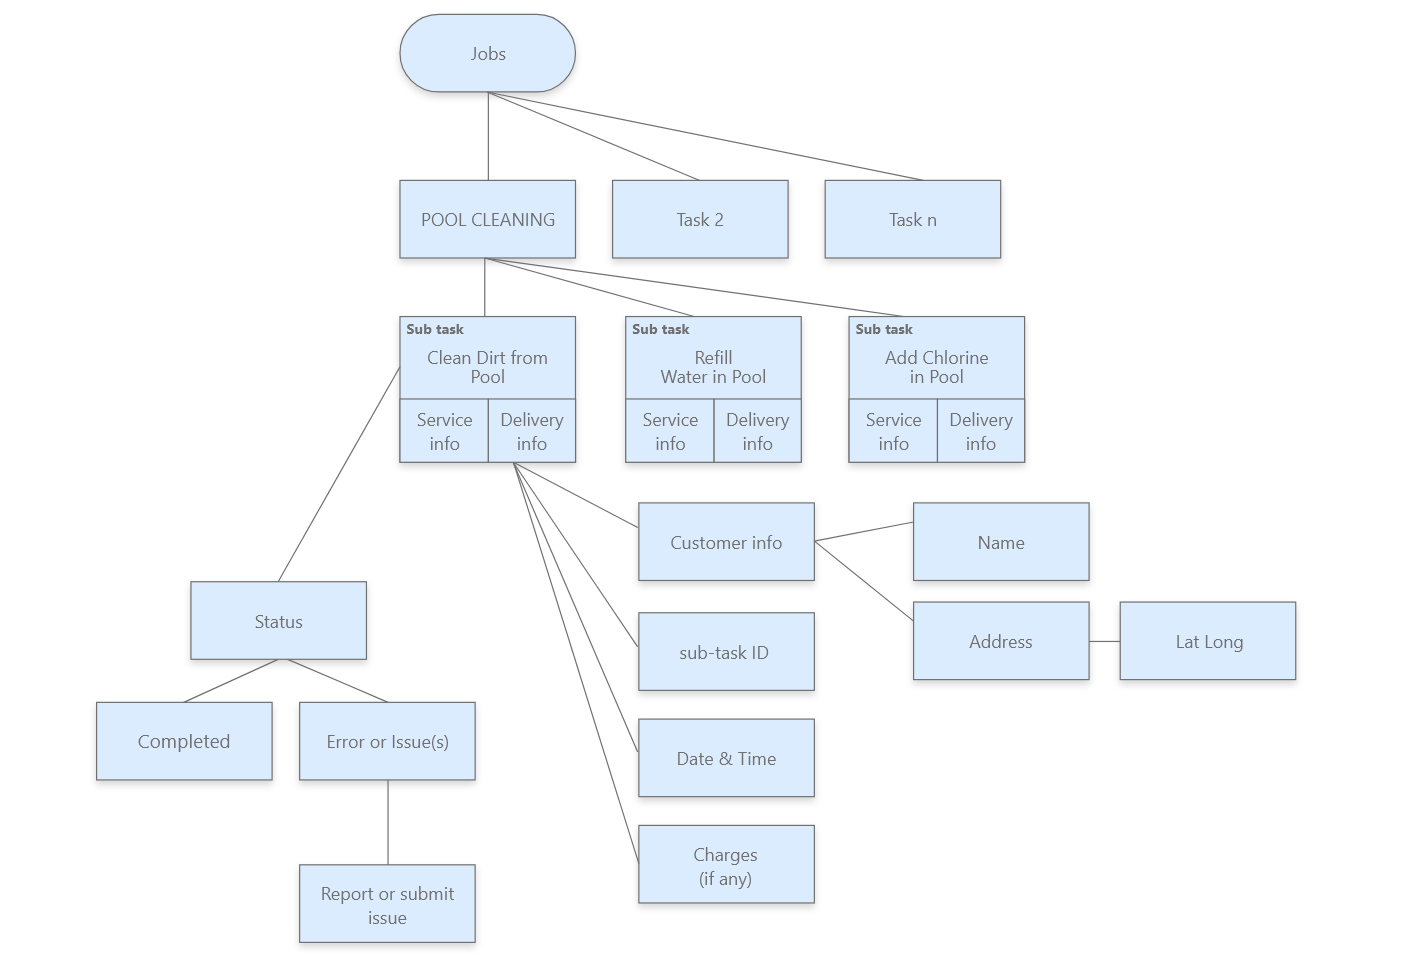 Jobs
POOL CLEANING
Task 2
Task n
Sub task
Clean Dirt from
Pool
Service
info
Delivery
info
Sub task
Refill
Water in Pool
Service
info
Delivery
info
Sub task
Add Chlorine
in Pool
Service
info
Delivery
info
Customer info
Name
Status
sub-task ID
Address
Lat Long
Completed
Error or Issue(s)
Date & Time
Charges
(if any)
Report or submit
issue